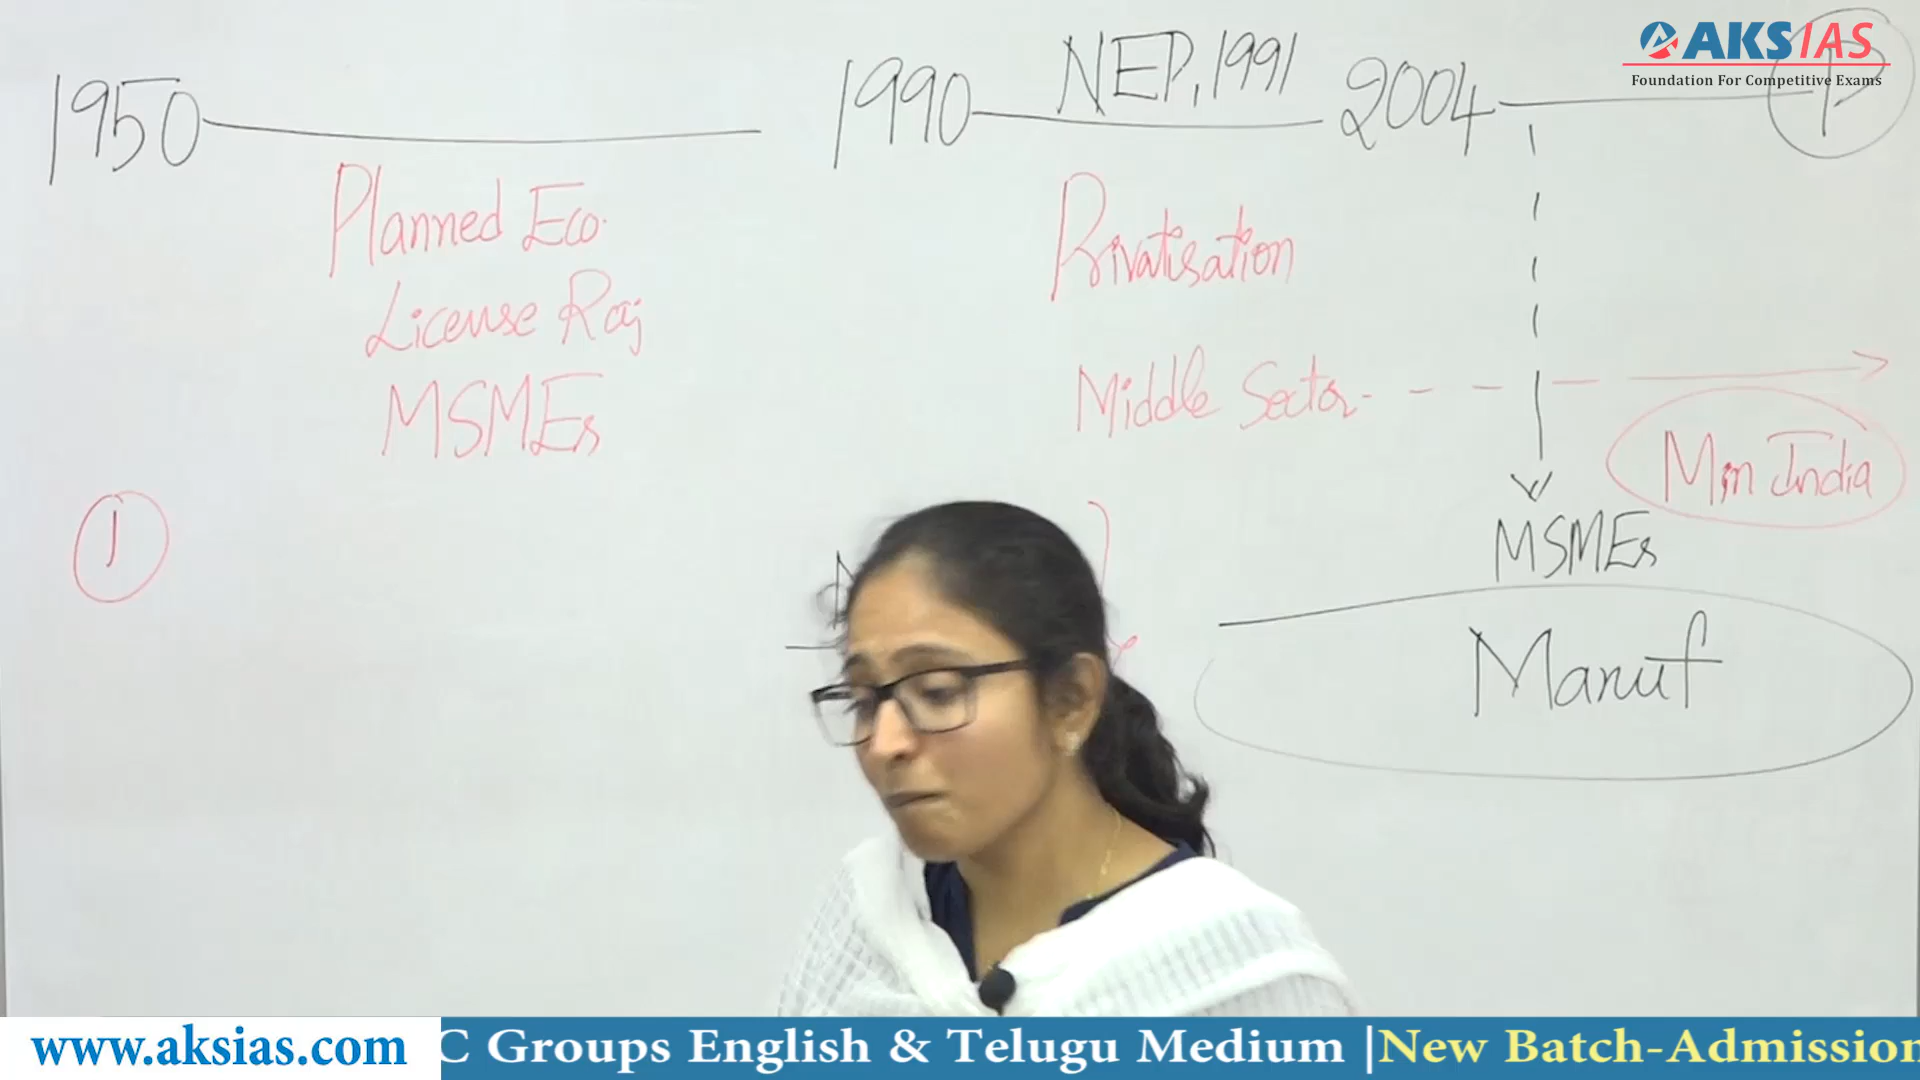 AKS IAS
Foundation For Competitive Exams
1950
1990
NEP, 1991
2004
Planned Eco.
License Raj
MSMEs
Privatisation
Middle Sector
M in India
1
MSMEs
Manuf
www.aksias.com
C Groups English & Telugu Medium |New Batch-Admission